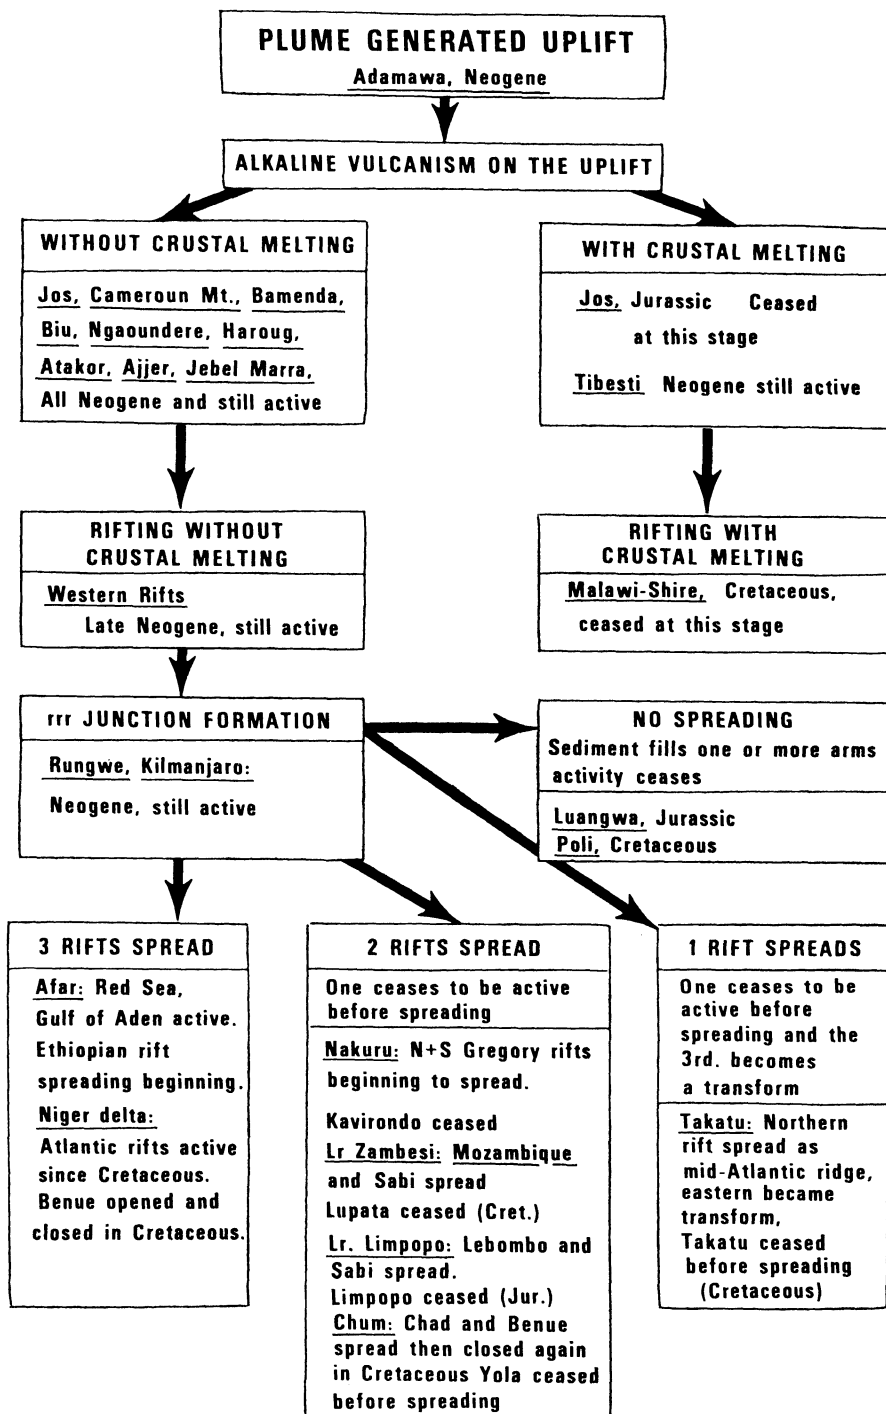 PLUME GENERATED UPLIFT
Adamawa, Neogene
ALKALINE VULCANISM ON THE UPLIFT
WITHOUT CRUSTAL MELTING
Jos, Cameroun Mt., Bamenda,
Biu, Ngaoundere, Haroug,
Atakor, Ajjer, Jebel Marra,
All Neogene and still active
WITH CRUSTAL MELTING
Jos, Jurassic Ceased
at this stage
Tibesti Neogene still active
RIFTING WITHOUT
CRUSTAL MELTING
Western Rifts
Late Neogene, still active
RIFTING WITH
CRUSTAL MELTING
Malawi-Shire, Cretaceous,
ceased at this stage
rrr JUNCTION FORMATION
Rungwe, Kilmanjaro:
Neogene, still active
NO SPREADING
Sediment fills one or more arms
activity ceases
Luangwa, Jurassic
Poli, Cretaceous
3 RIFTS SPREAD
Afar: Red Sea,
Gulf of Aden active.
Ethiopian rift
spreading beginning.
Niger delta:
Atlantic rifts active
since Cretaceous.
Benue opened and
closed in Cretaceous.
2 RIFTS SPREAD
One ceases to be active
before spreading
Nakuru: N+S Gregory rifts
beginning to spread.
Kavirondo ceased
Lr Zambesi: Mozambique
and Sabi spread
Lupata ceased (Cret.)
Lr. Limpopo: Lebombo and
Sabi spread.
Limpopo ceased (Jur.)
Chum: Chad and Benue
spread then closed again
in Cretaceous Yola ceased
before spreading
1 RIFT SPREADS
One ceases to be
active before
spreading and the
3rd. becomes
a transform
Takatu: Northern
rift spread as
mid-Atlantic ridge,
eastern became
transform,
Takatu ceased
before spreading
(Cretaceous)